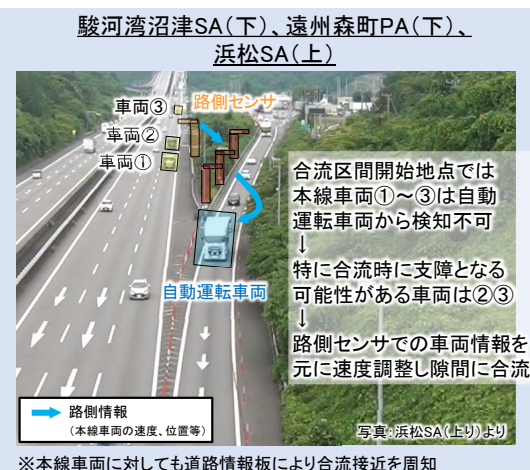 駿河湾沼津SA(下)、遠州森町PA(下)、
浜松SA(上)
車両③
路側センサ
車両②
車両①
合流区間開始地点では
本線車両①～③は自動
運転車両から検知不可
↓
特に合流時に支障となる
可能性がある車両は②③
↓
路側センサでの車両情報を
元に速度調整し隙間に合流
自動運転車両
路側情報
(本線車両の速度、位置等)
写真:浜松SA(上り)より
※本線車両に対しても道路情報板により合流接近を周知